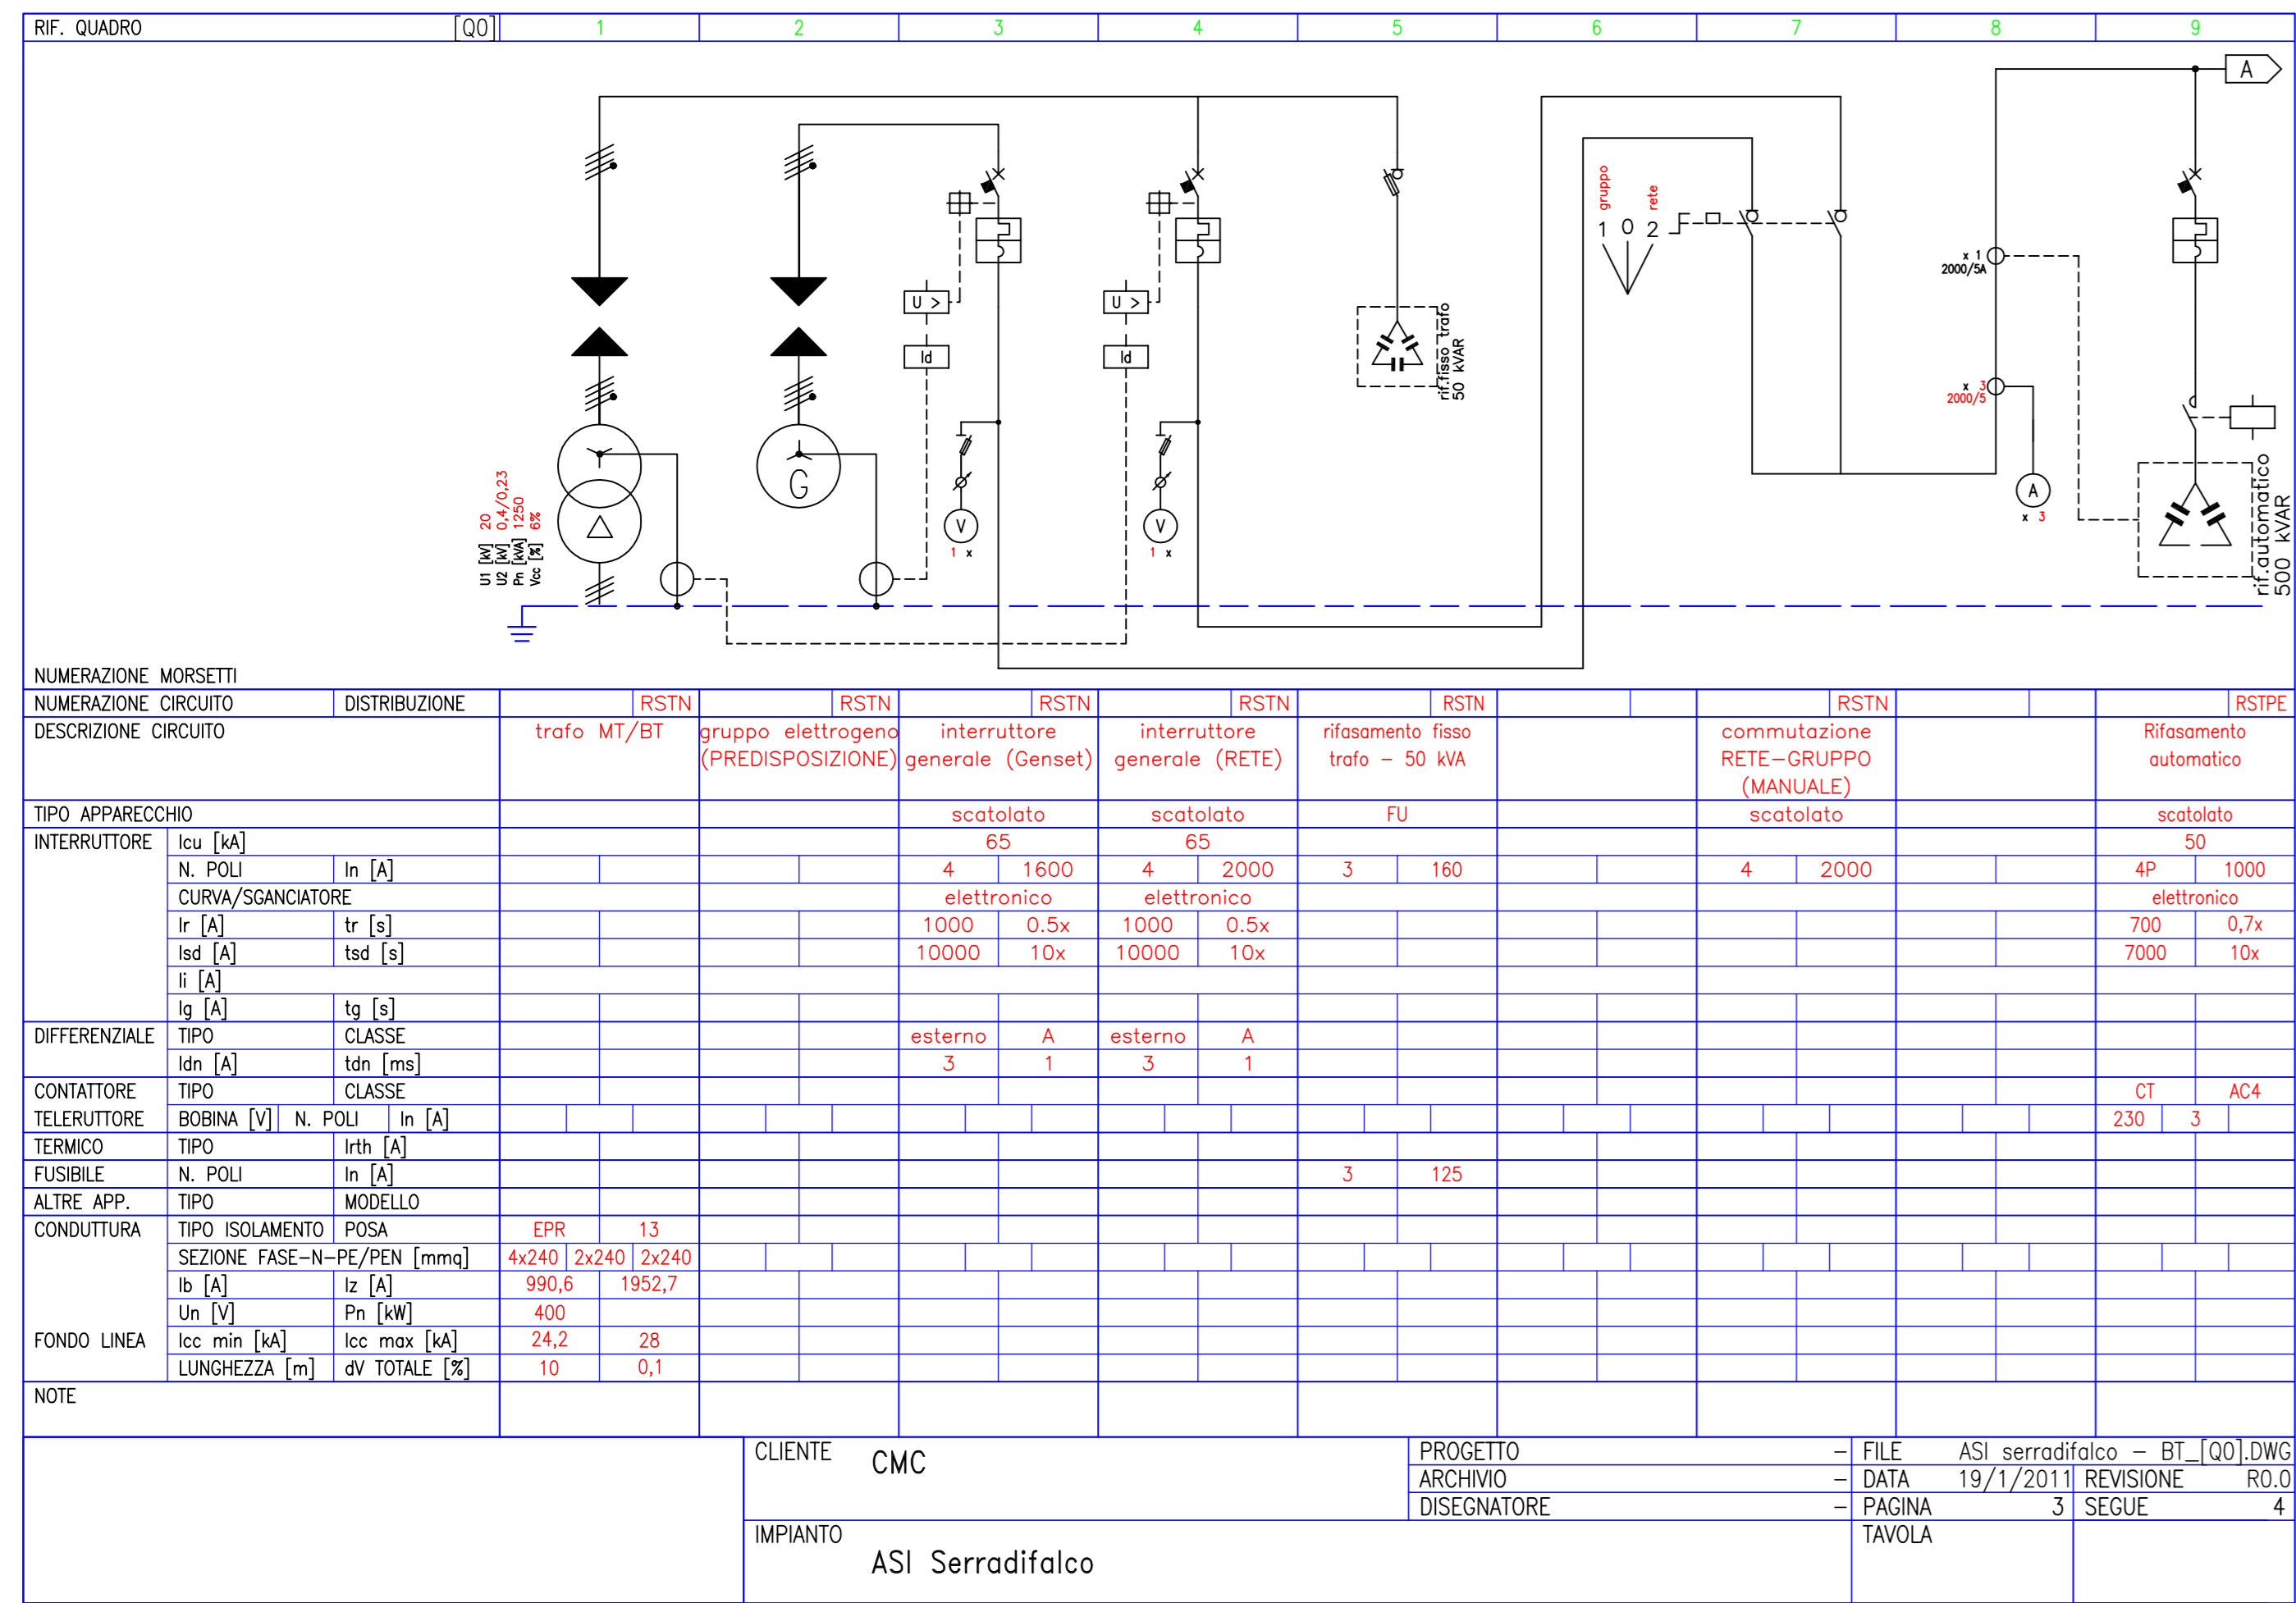 RIF. QUADRO [Q0] 1 2 3 4 5 6 7 8 9
A
gruppo
rete
1 0 2
x 1
2000/5A
U >
U >
Id
Id
rif.fisso trafo
50 kVAR
x 3
2000/5
G
V
1 x
V
1 x
A
x 3
U1 [kV] 20
U2 [kV] 0,4/0,23
Pn [kVA] 1250
Vcc [%] 6%
rif.automatico
500 kVAR
NUMERAZIONE MORSETTI
NUMERAZIONE CIRCUITO DISTRIBUZIONE RSTN RSTN RSTN RSTN RSTN RSTN RSTPE
DESCRIZIONE CIRCUITO trafo MT/BT gruppo elettrogeno interruttore interruttore rifasamento fisso commutazione Rifasamento
(PREDISPOSIZIONE) generale (Genset) generale (RETE) trafo - 50 kVA RETE-GRUPPO automatico
(MANUALE)
TIPO APPARECCHIO scatolato scatolato FU scatolato scatolato
INTERRUTTORE Icu [kA] 65 65 50
N. POLI In [A] 4 1600 4 2000 3 160 4 2000 4P 1000
CURVA/SGANCIATORE elettronico elettronico elettronico
Ir [A] tr [s] 1000 0.5x 1000 0.5x 700 0,7x
Isd [A] tsd [s] 10000 10x 10000 10x 7000 10x
Ii [A]
Ig [A] tg [s]
DIFFERENZIALE TIPO CLASSE esterno A esterno A
Idn [A] tdn [ms] 3 1 3 1
CONTATTORE TIPO CLASSE CT AC4
TELERUTTORE BOBINA [V] N. POLI In [A] 230 3
TERMICO TIPO Irth [A]
FUSIBILE N. POLI In [A] 3 125
ALTRE APP. TIPO MODELLO
CONDUTTURA TIPO ISOLAMENTO POSA EPR 13
SEZIONE FASE-N-PE/PEN [mmq] 4x240 2x240 2x240
Ib [A] Iz [A] 990,6 1952,7
Un [V] Pn [kW] 400
FONDO LINEA Icc min [kA] Icc max [kA] 24,2 28
LUNGHEZZA [m] dV TOTALE [%] 10 0,1
NOTE
CLIENTE CMC
PROGETTO - FILE ASI serradifalco - BT_[Q0].DWG
ARCHIVIO - DATA 19/1/2011 REVISIONE R0.0
DISEGNATORE - PAGINA 3 SEGUE 4
IMPIANTO ASI Serradifalco
TAVOLA